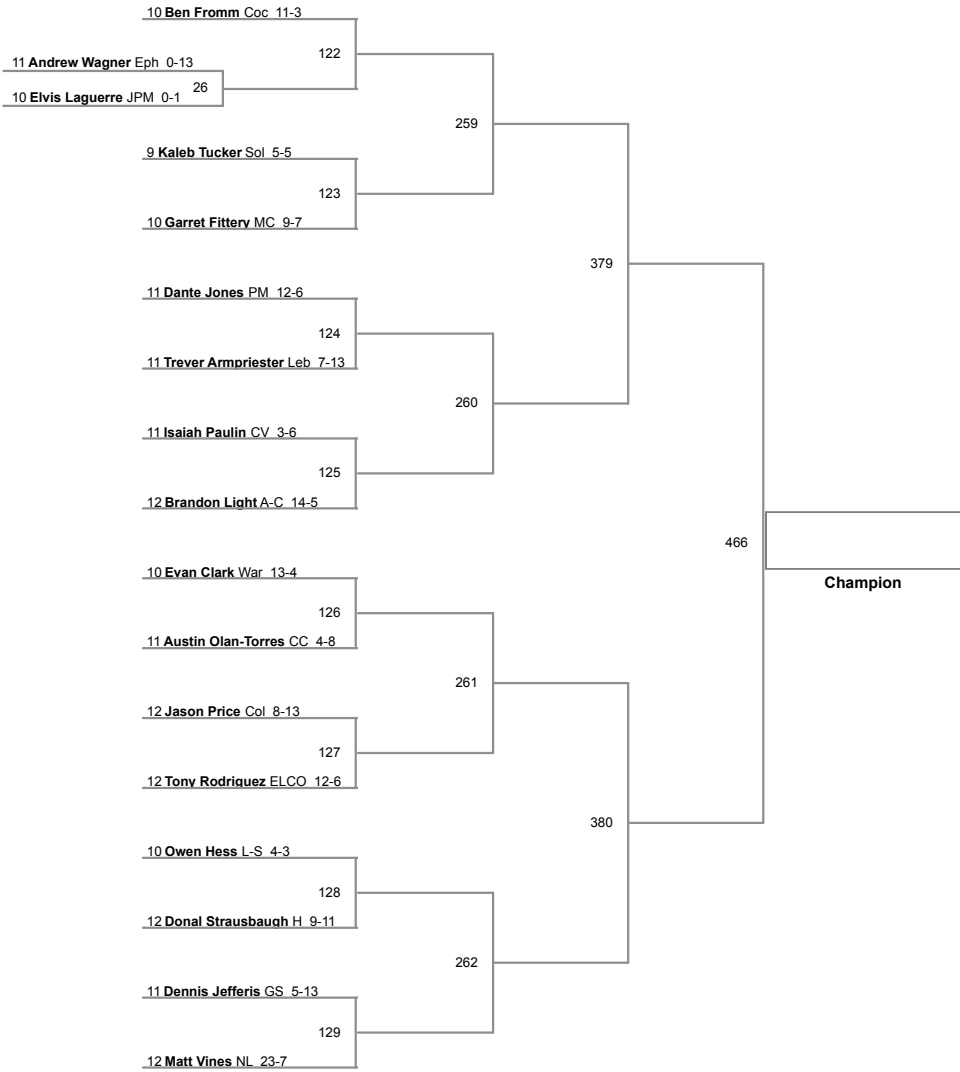 10 Ben Fromm Coc 11-3
122
11 Andrew Wagner Eph 0-13
26
10 Elvis Laguerre JPM 0-1
259
9 Kaleb Tucker Sol 5-5
123
10 Garret Fittery MC 9-7
379
11 Dante Jones PM 12-6
124
11 Trever Armpriester Leb 7-13
260
11 Isaiah Paulin CV 3-6
125
12 Brandon Light A-C 14-5
466
Champion
10 Evan Clark War 13-4
126
11 Austin Olan-Torres CC 4-8
261
12 Jason Price Col 8-13
127
12 Tony Rodriguez ELCO 12-6
380
10 Owen Hess L-S 4-3
128
12 Donal Strausbaugh H 9-11
262
11 Dennis Jefferis GS 5-13
129
12 Matt Vines NL 23-7